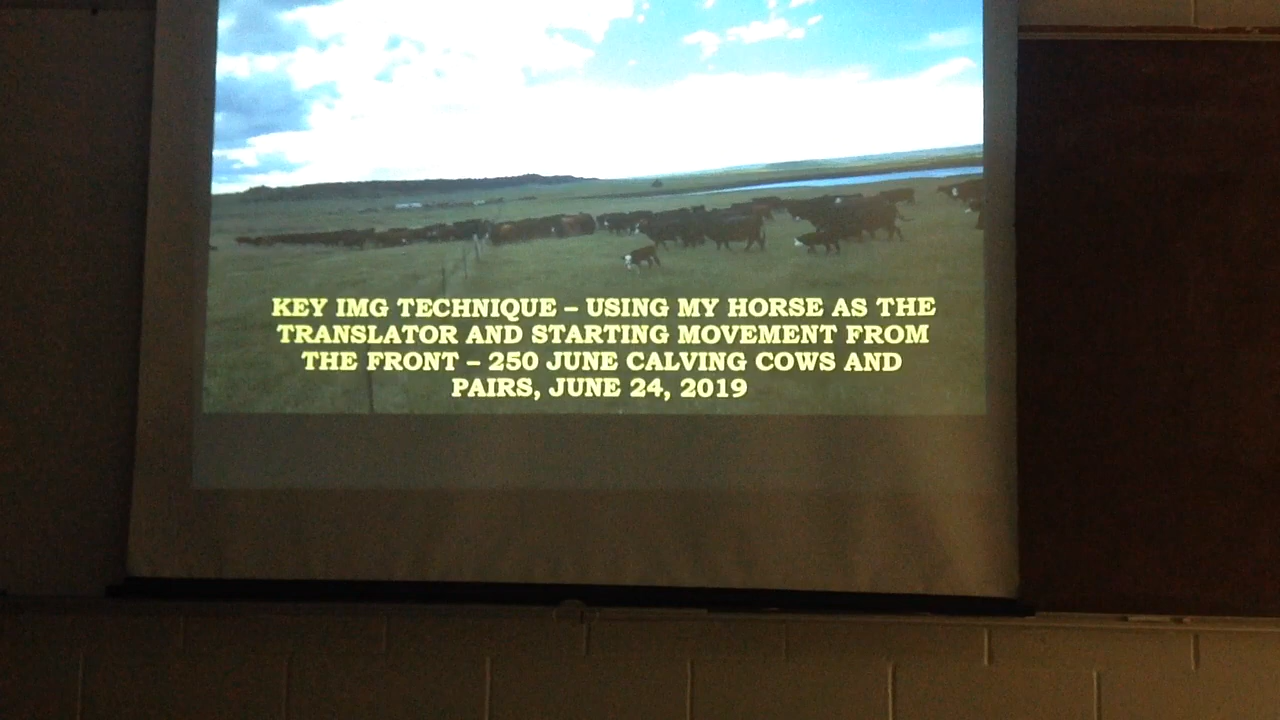 KEY IMG TECHNIQUE – USING MY HORSE AS THE
TRANSLATOR AND STARTING MOVEMENT FROM
THE FRONT – 250 JUNE CALVING COWS AND
PAIRS, JUNE 24, 2019